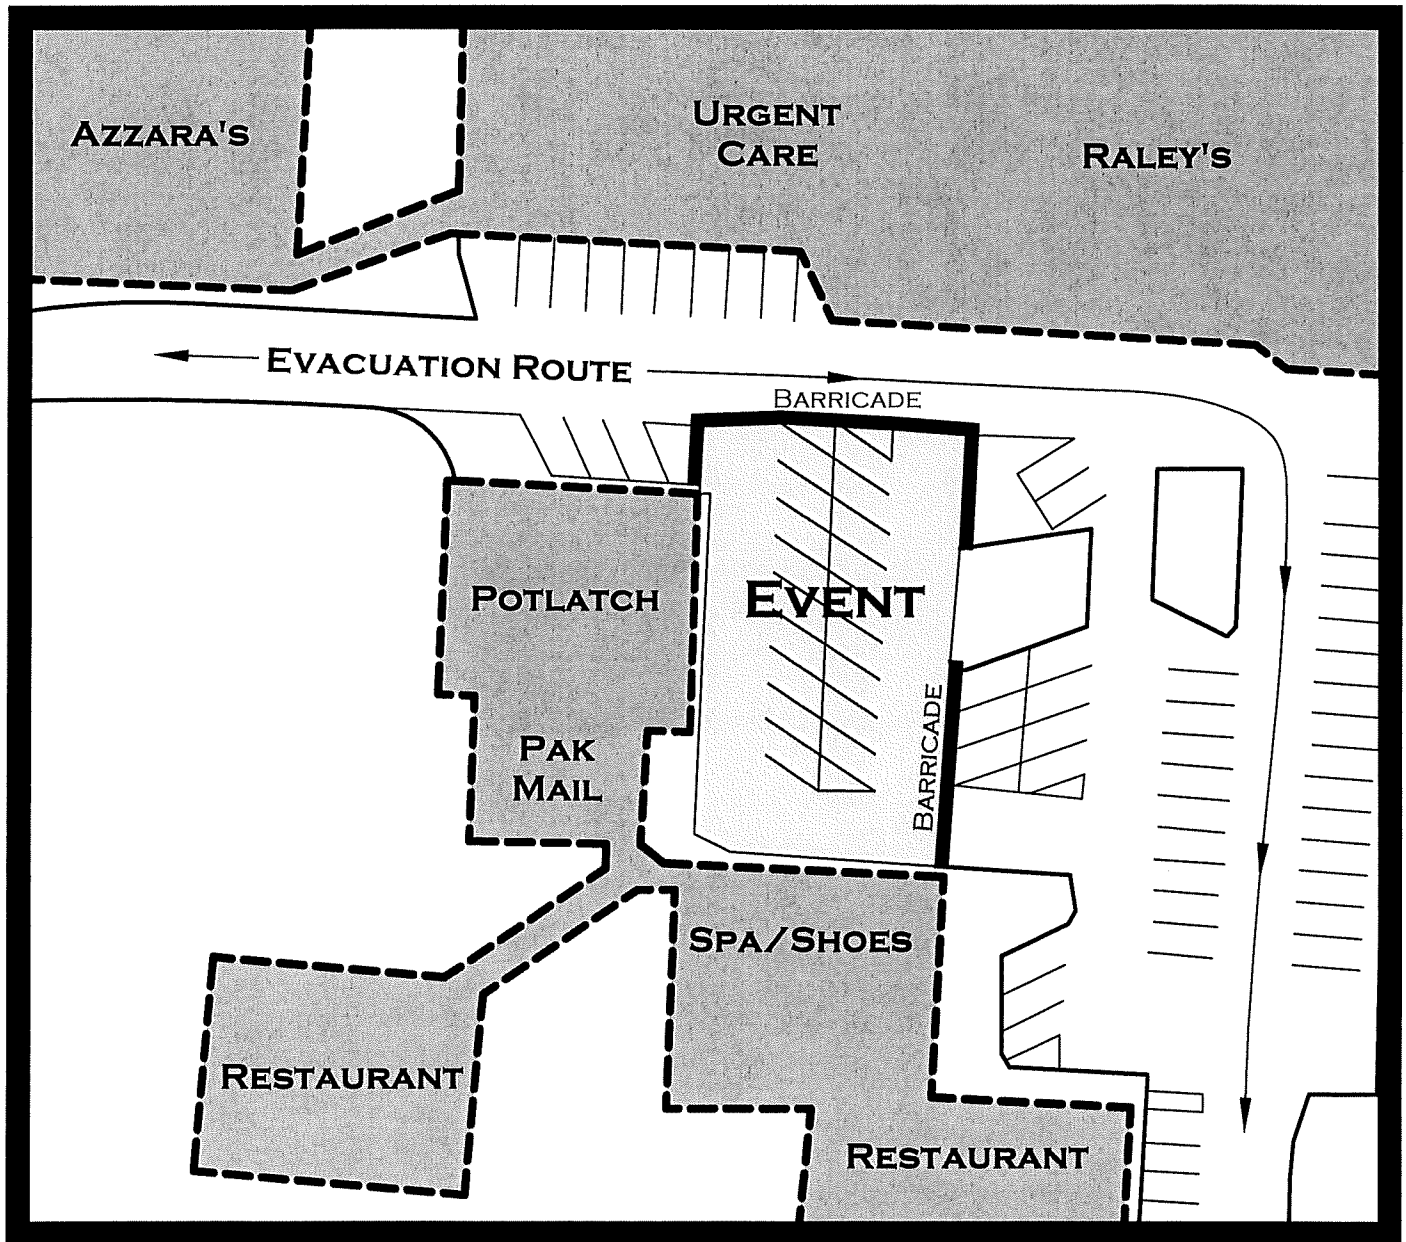 AZZARA'S
URGENT
CARE
RALEY'S
EVACUATION ROUTE
BARRICADE
POTLATCH
EVENT
PAK
MAIL
BARRICADE
SPA/SHOES
RESTAURANT
RESTAURANT